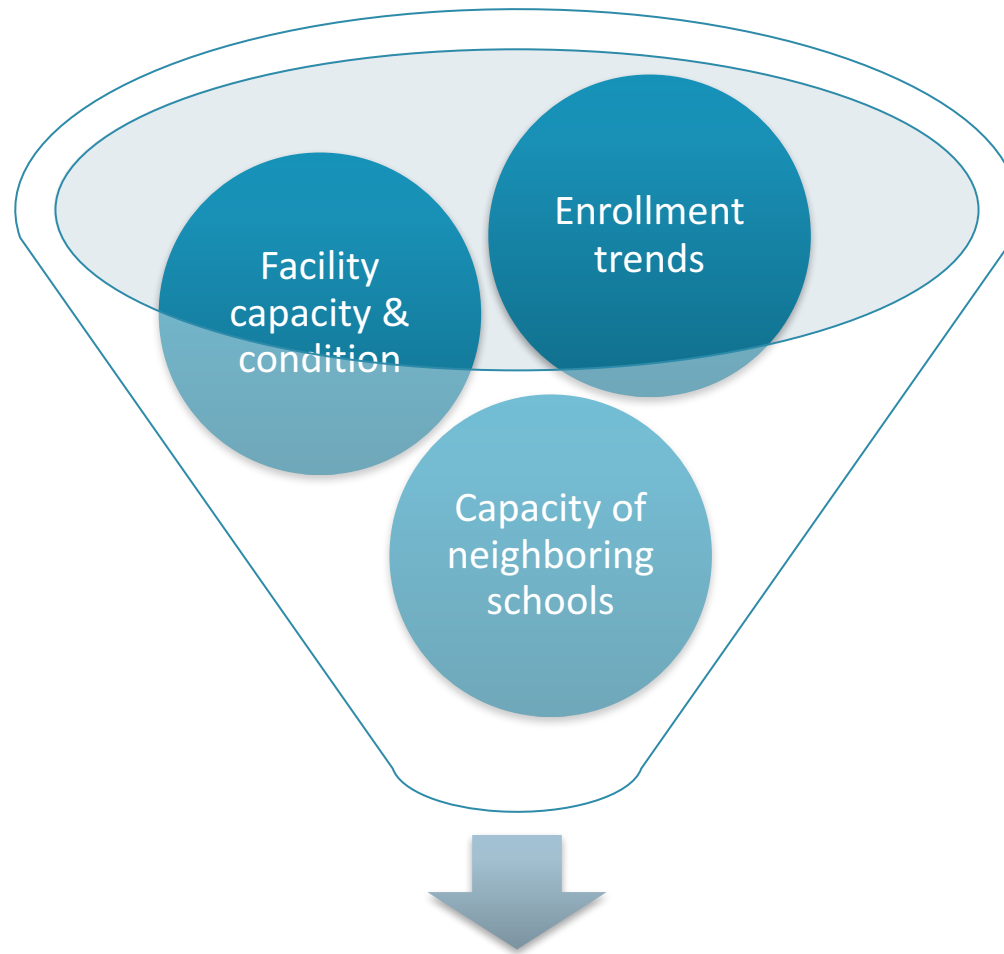 Enrollment
trends
Facility
capacity &
condition
Capacity of
neighboring
schools